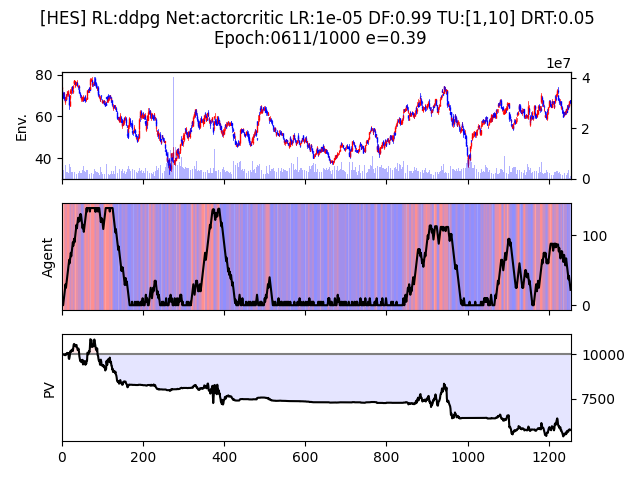 [HES] RL:ddpg Net:actorcritic LR:1e-05 DF:0.99 TU:[1,10] DRT:0.05
Epoch:0611/1000 e=0.39
1e7
80
60
40
Env.
4
2
0
Agent
100
0
PV
10000
7500
0
200
400
600
800
1000
1200